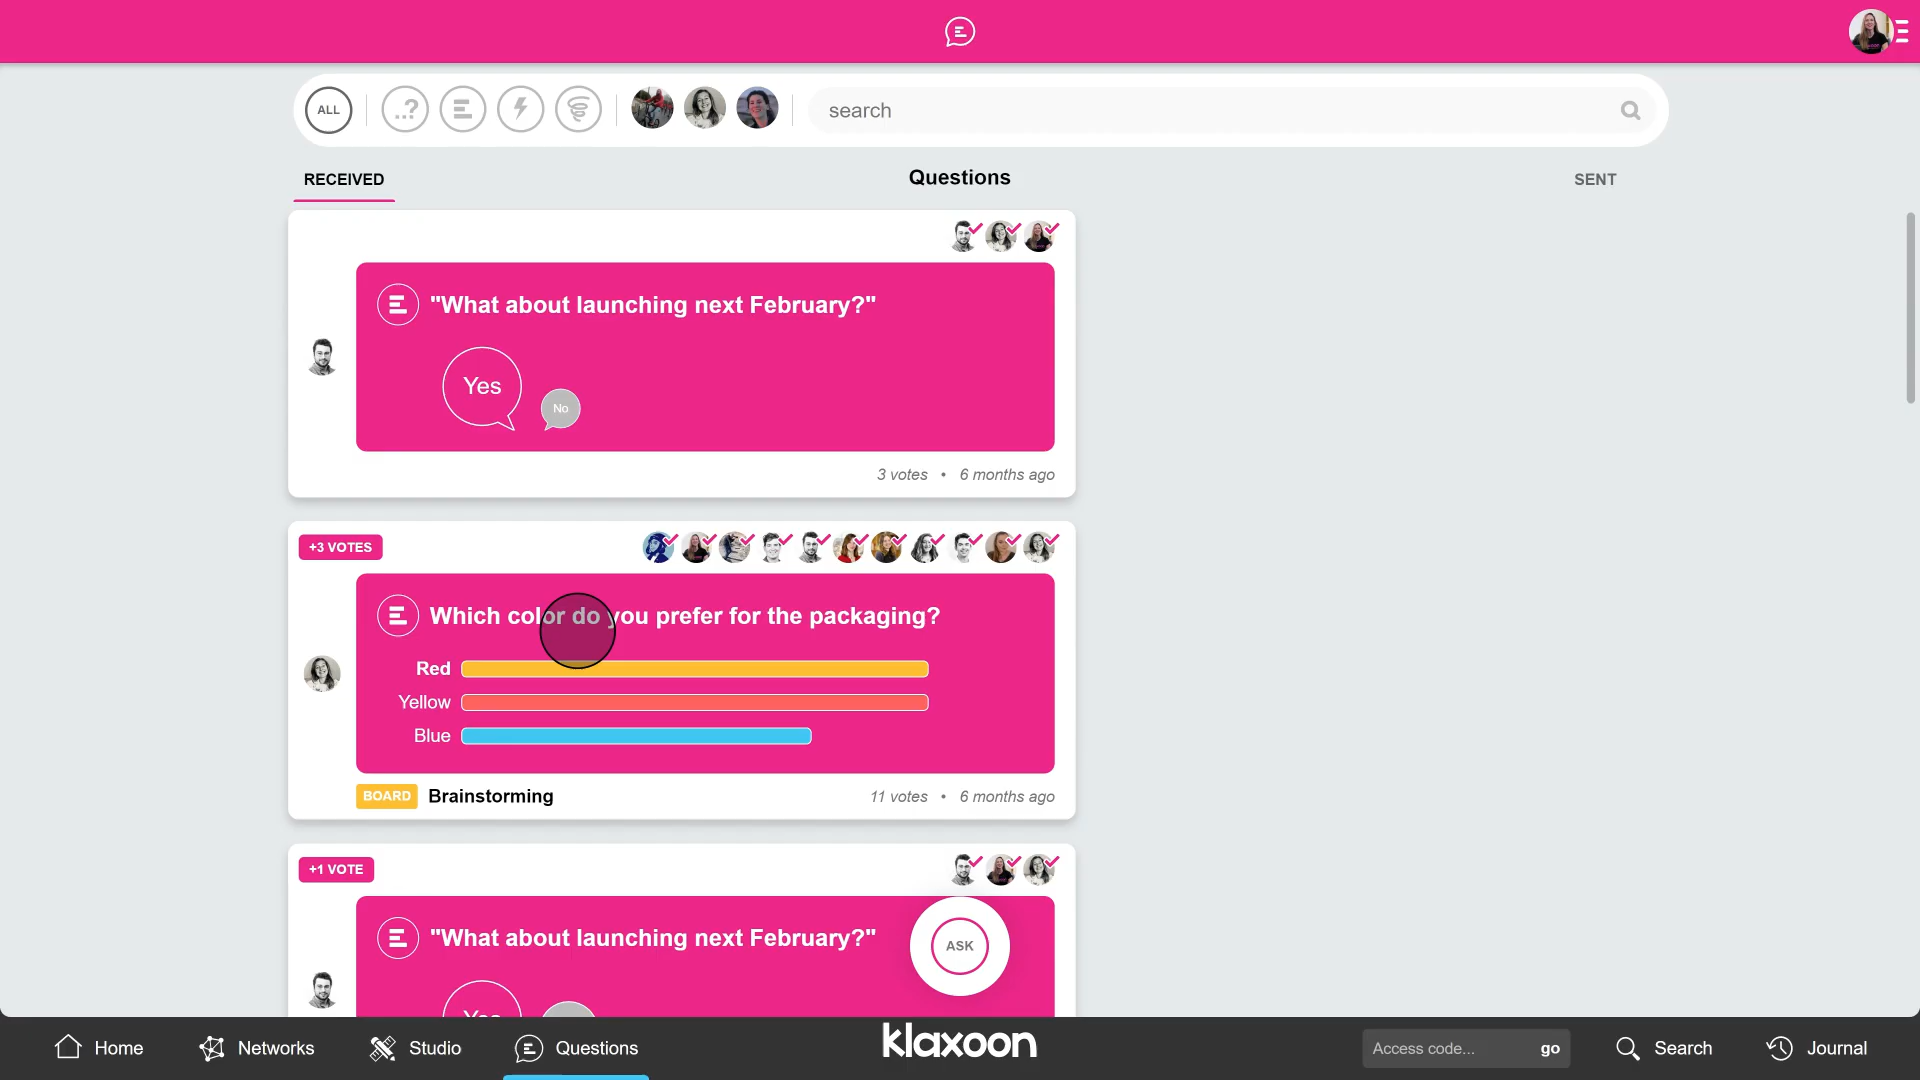 ALL
..?
search
RECEIVED
Questions
SENT
"What about launching next February?"
Yes
No
3 votes • 6 months ago
+3 VOTES
Which color do you prefer for the packaging?
Red
Yellow
Blue
BOARD Brainstorming
11 votes • 6 months ago
+1 VOTE
"What about launching next February?"
ASK
Yes
Home
Networks
Studio
Questions
klaxoon
Access code...
go
Search
Journal